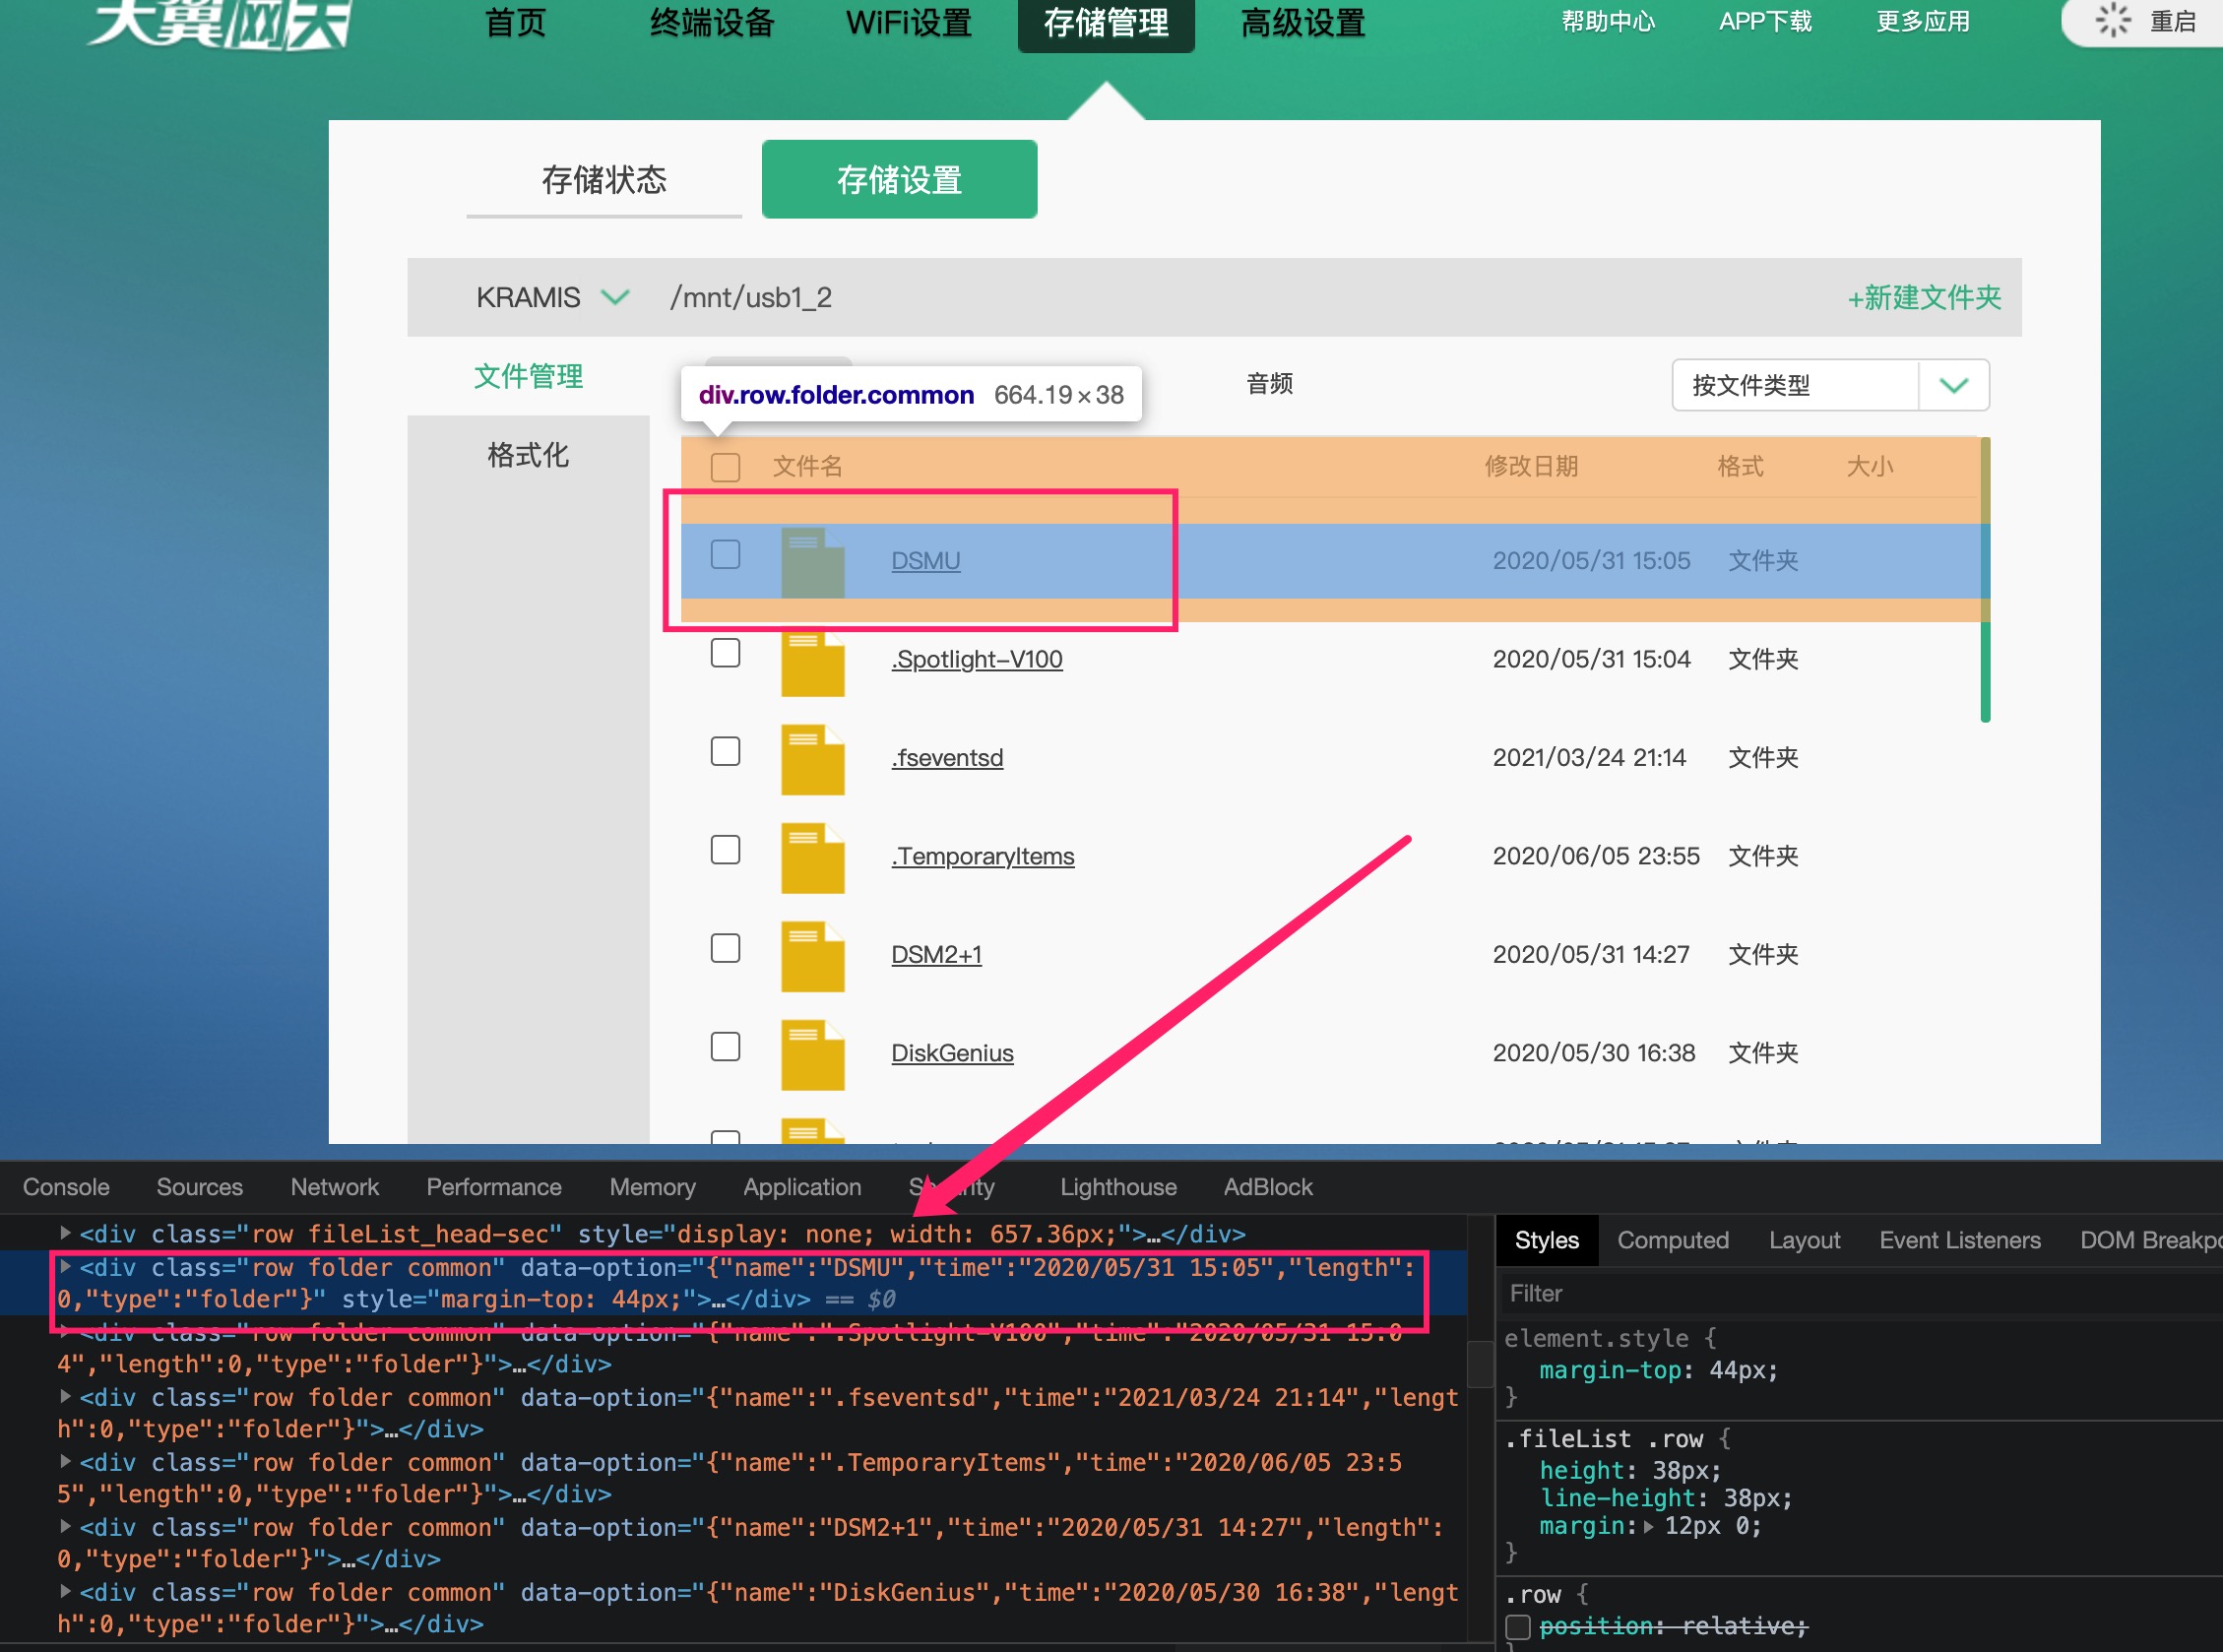 天翼网关 首页 终端设备 WiFi设置 存储管理 高级设置 帮助中心 APP下载 更多应用 重启
存储状态 存储设置
KRAMIS /mnt/usb1_2 +新建文件夹
文件管理 音频 按文件类型
div.row.folder.common 664.19×38
格式化
文件名 修改日期 格式 大小
DSMU 2020/05/31 15:05 文件夹
.Spotlight-V100 2020/05/31 15:04 文件夹
.fseventsd 2021/03/24 21:14 文件夹
.TemporaryItems 2020/06/05 23:55 文件夹
DSM2+1 2020/05/31 14:27 文件夹
DiskGenius 2020/05/30 16:38 文件夹
Console Sources Network Performance Memory Application Security Lighthouse AdBlock
<div class="row fileList_head-sec" style="display: none; width: 657.36px;">…</div>
<div class="row folder common" data-option="{"name":"DSMU","time":"2020/05/31 15:05","length":
0,"type":"folder"}" style="margin-top: 44px;">…</div> == $0
<div class="row folder common" data-option="{"name":".Spotlight-V100","time":"2020/05/31 15:0
4","length":0,"type":"folder"}">…</div>
<div class="row folder common" data-option="{"name":".fseventsd","time":"2021/03/24 21:14","lengt
h":0,"type":"folder"}">…</div>
<div class="row folder common" data-option="{"name":".TemporaryItems","time":"2020/06/05 23:5
5","length":0,"type":"folder"}">…</div>
<div class="row folder common" data-option="{"name":"DSM2+1","time":"2020/05/31 14:27","length":
0,"type":"folder"}">…</div>
<div class="row folder common" data-option="{"name":"DiskGenius","time":"2020/05/30 16:38","lengt
h":0,"type":"folder"}">…</div>
Styles Computed Layout Event Listeners DOM Breakpo
Filter
element.style {
margin-top: 44px;
}
.fileList .row {
height: 38px;
line-height: 38px;
margin: 12px 0;
}
.row {
position: relative;